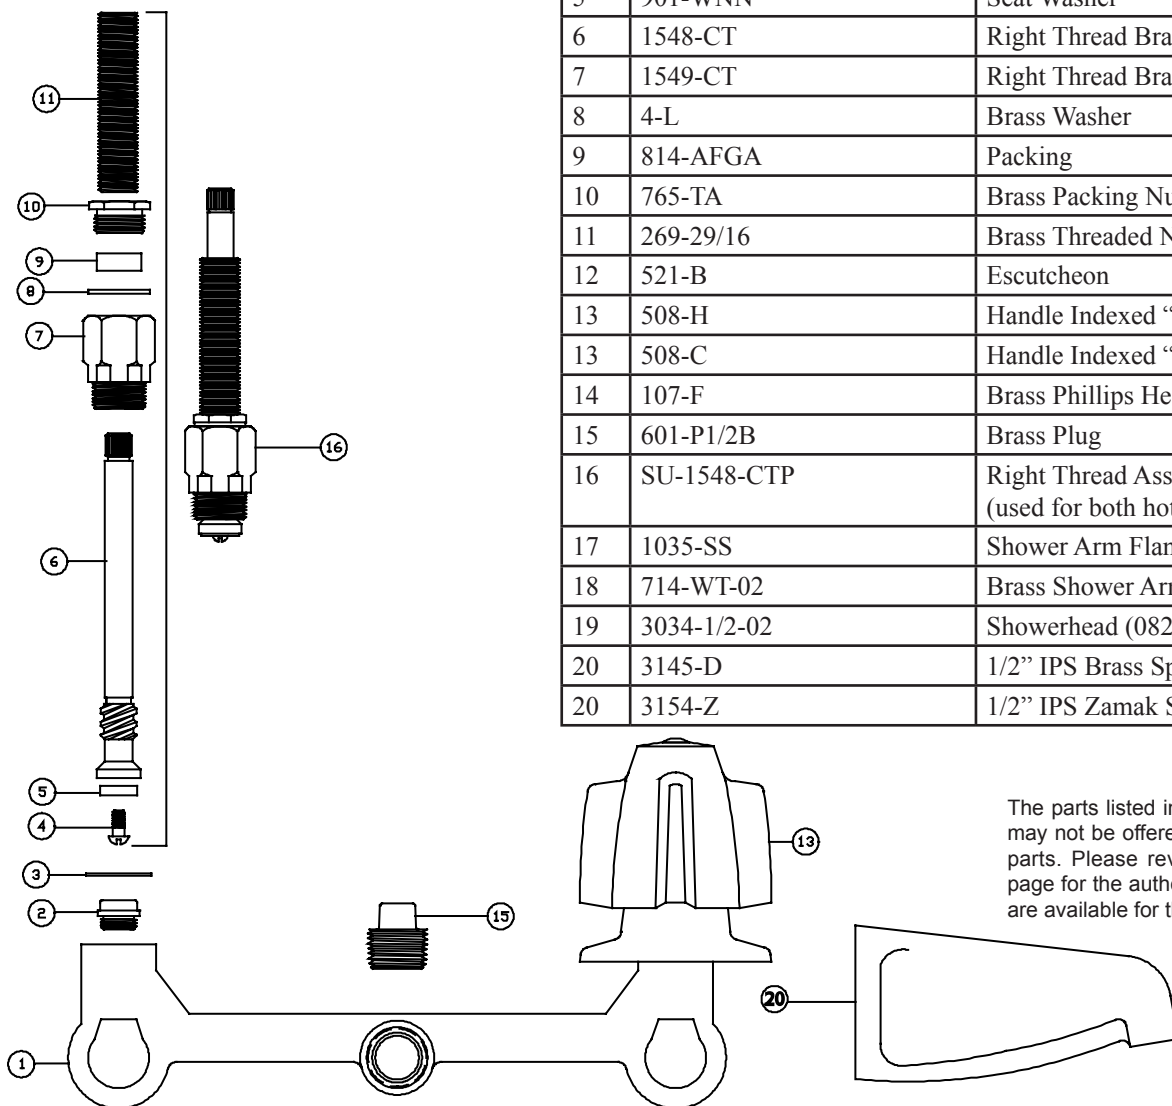 5 901-WNN Seat Washer
6 1548-CT Right Thread Bra
7 1549-CT Right Thread Bra
8 4-L Brass Washer
9 814-AFGA Packing
10 765-TA Brass Packing Nu
11 269-29/16 Brass Threaded N
12 521-B Escutcheon
13 508-H Handle Indexed “
13 508-C Handle Indexed “
14 107-F Brass Phillips He
15 601-P1/2B Brass Plug
16 SU-1548-CTP Right Thread Ass
(used for both hot
17 1035-SS Shower Arm Flan
18 714-WT-02 Brass Shower Arm
19 3034-1/2-02 Showerhead (082
20 3145-D 1/2” IPS Brass Sp
20 3154-Z 1/2” IPS Zamak S
The parts listed in
may not be offere
parts. Please rev
page for the autho
are available for th
11
10
9
8
7
16
6
5
4
3
2
15
13
20
1